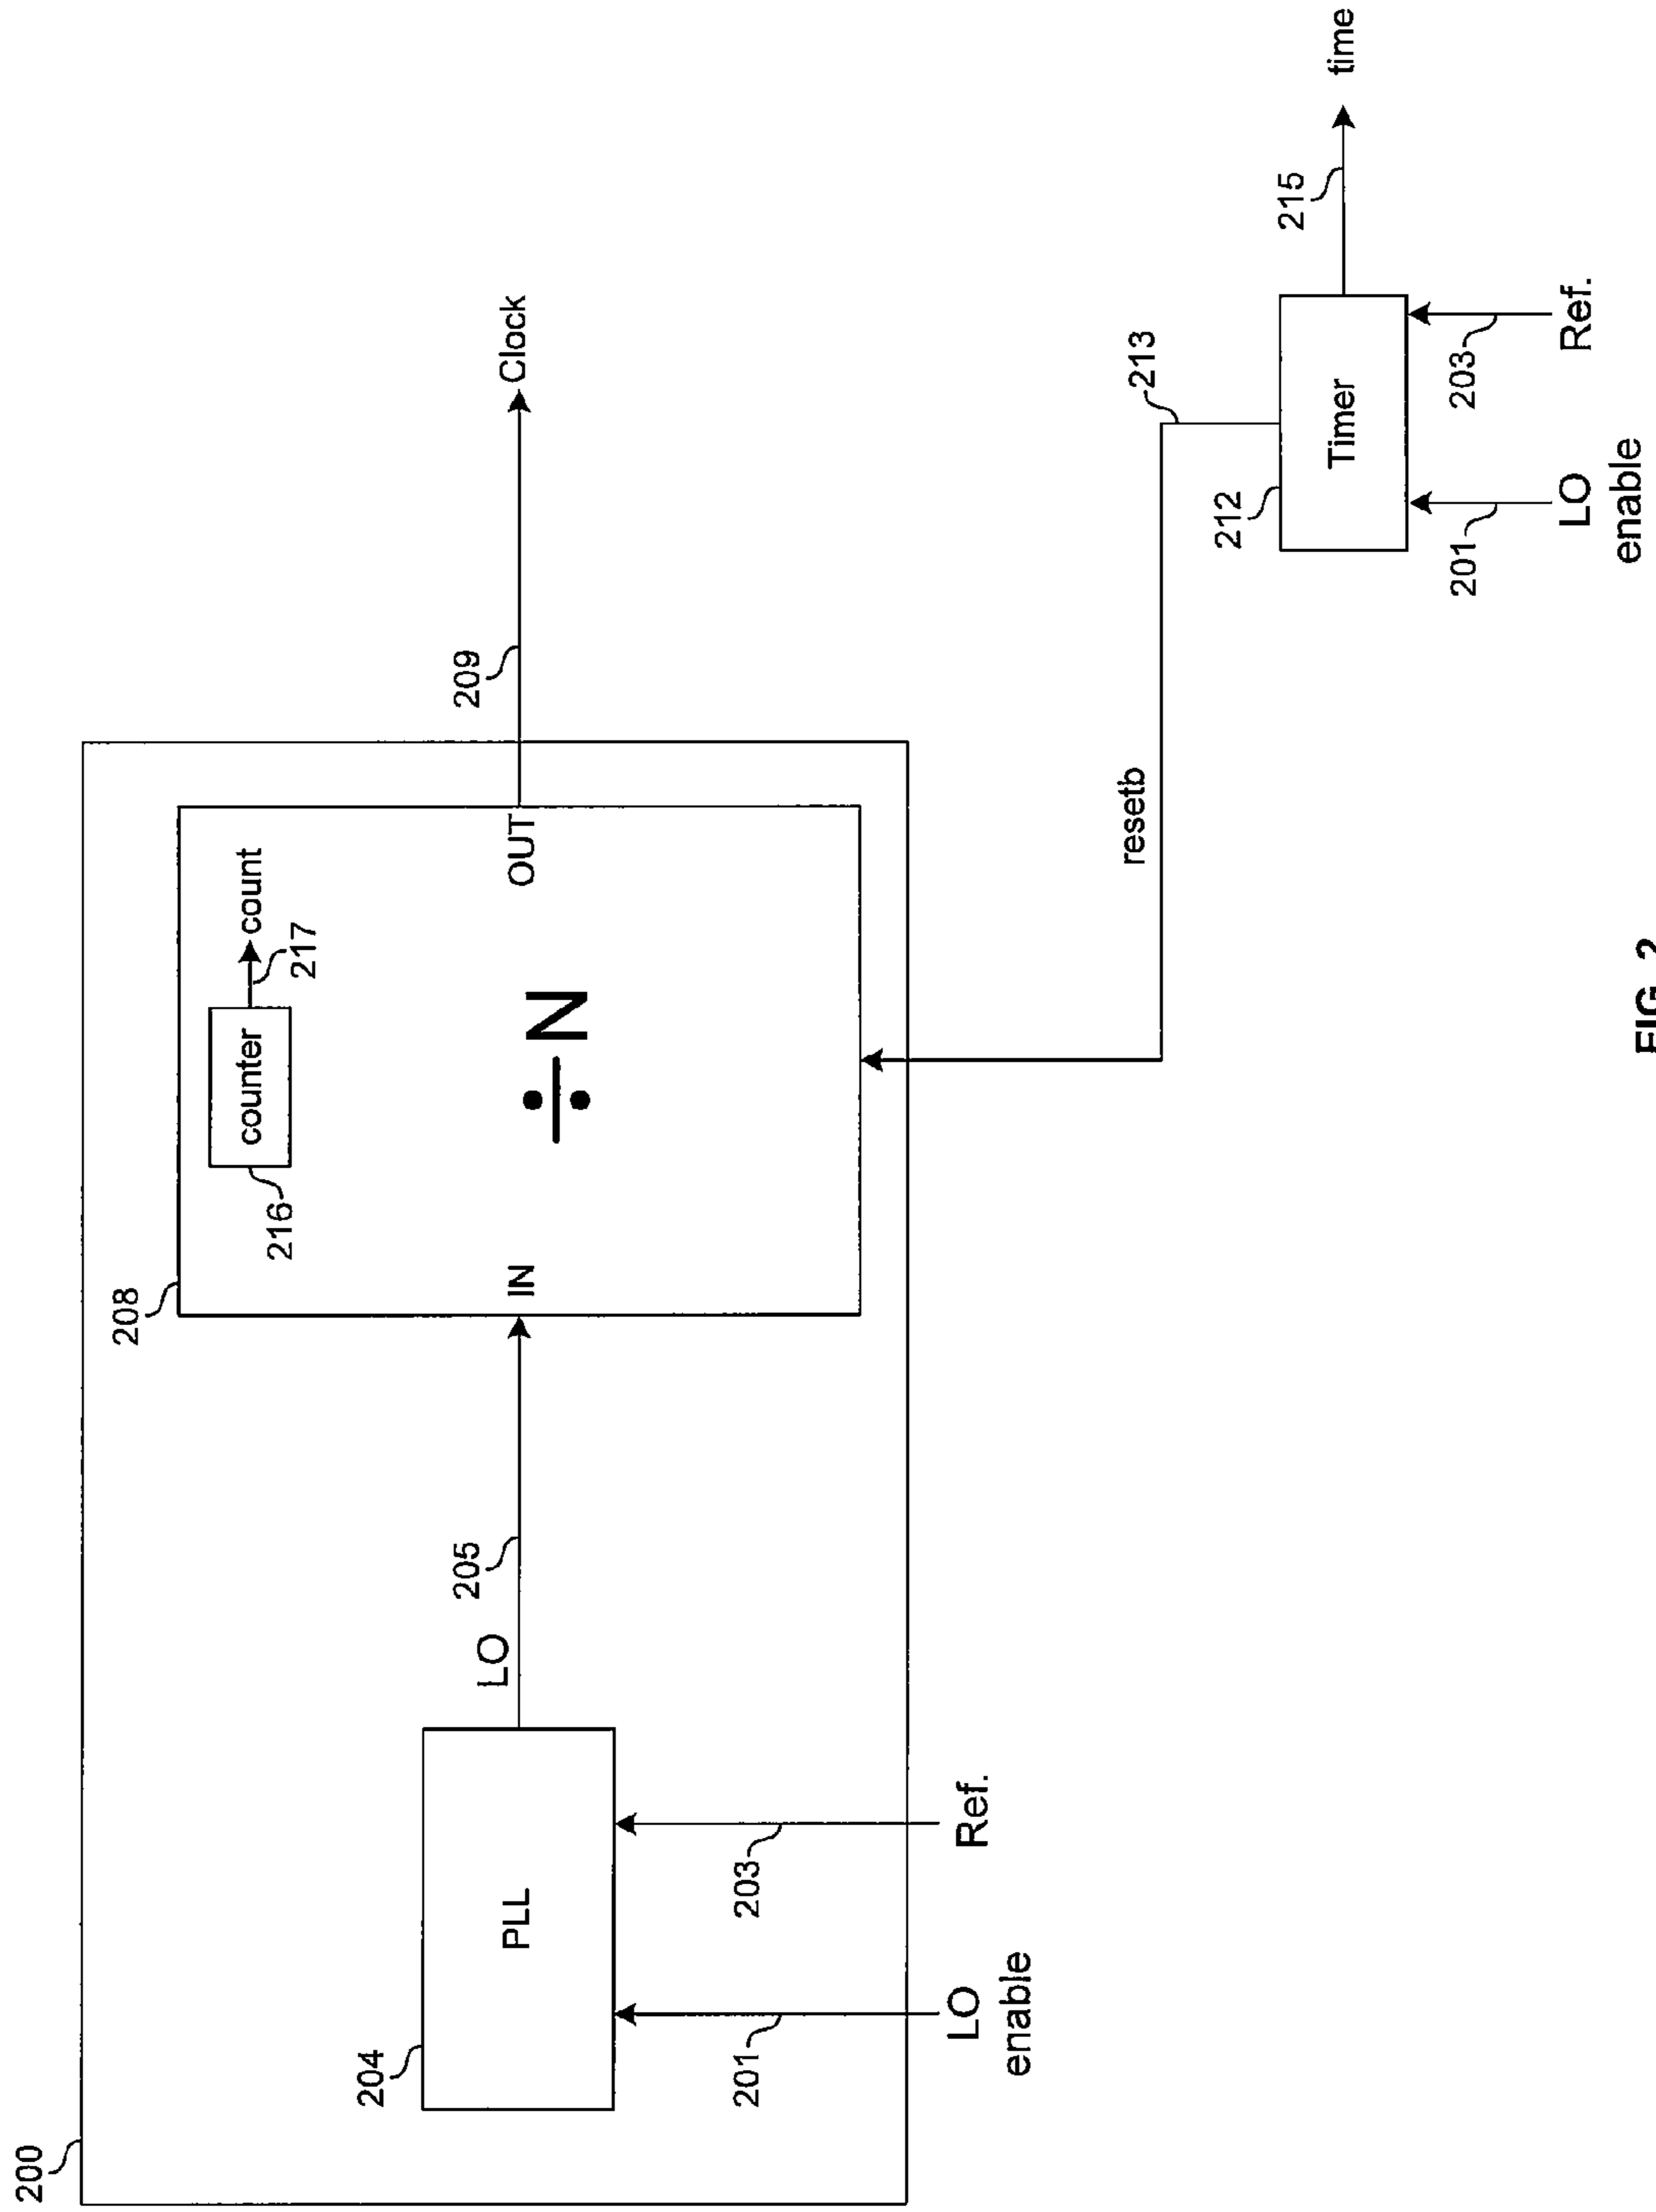 200
208
216
counter
217
count
204
PLL
LO
205
IN
÷N
OUT
209
Clock
201
203
LO
enable
Ref.
resetb
213
212
Timer
215
time
201
203
LO
enable
Ref.
FIG. 2